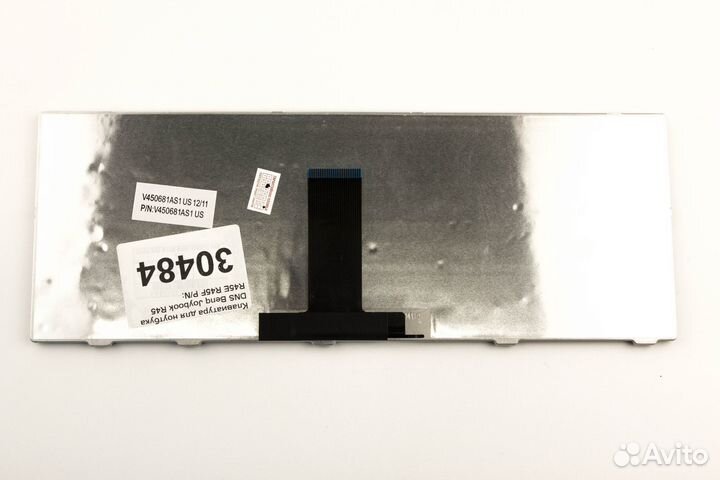 V450681AS1 US 12/11
P/N:V450681AS1 US
Клавиатура для ноутбука
DNS Benq Joybook R45
R45E R45F P/N:
30484
Avito